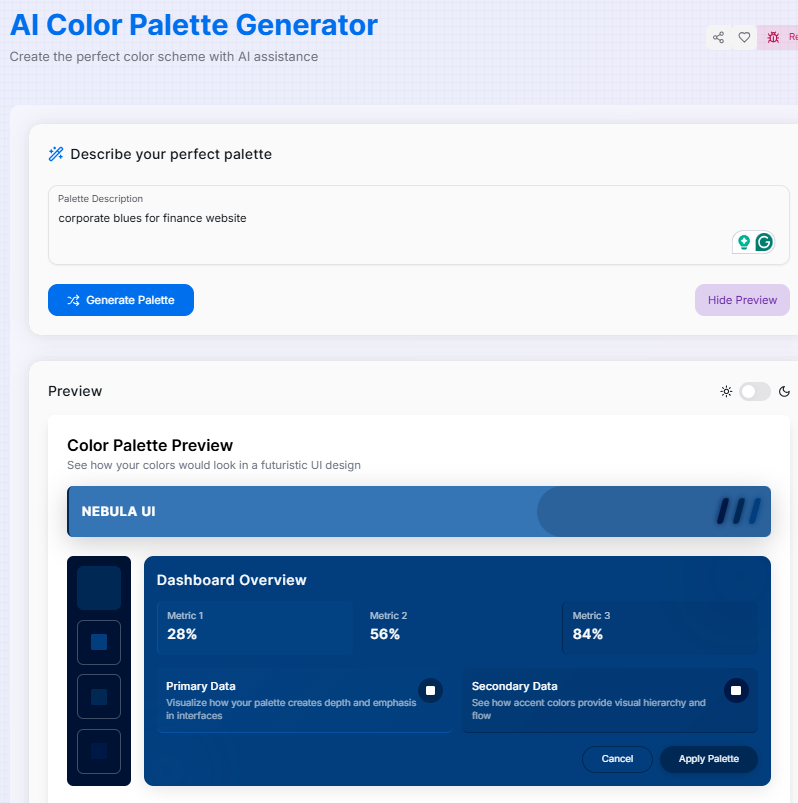 AI Color Palette Generator
Create the perfect color scheme with AI assistance
Describe your perfect palette
Palette Description
corporate blues for finance website
Generate Palette
Hide Preview
Preview
Color Palette Preview
See how your colors would look in a futuristic UI design
NEBULA UI
Dashboard Overview
Metric 1
28%
Metric 2
56%
Metric 3
84%
Primary Data
Visualize how your palette creates depth and emphasis
in interfaces
Secondary Data
See how accent colors provide visual hierarchy and
flow
Cancel
Apply Palette